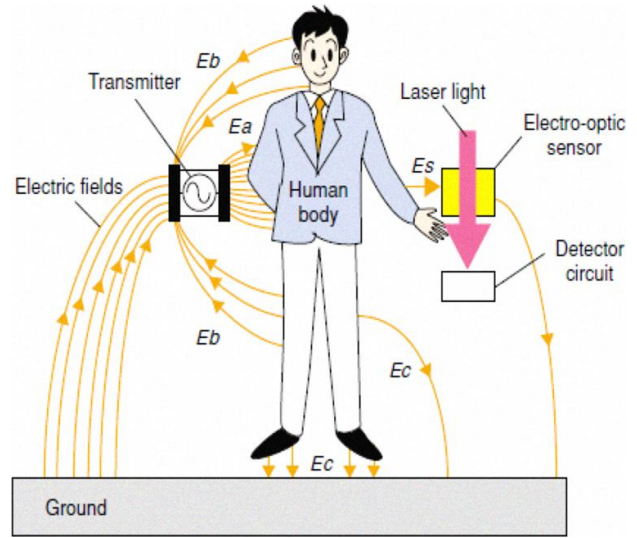 Eb
Transmitter
Laser light
Ea
Electro-optic
sensor
Es
Electric fields
Human
body
Detector
circuit
Eb
Ec
Ec
Ground